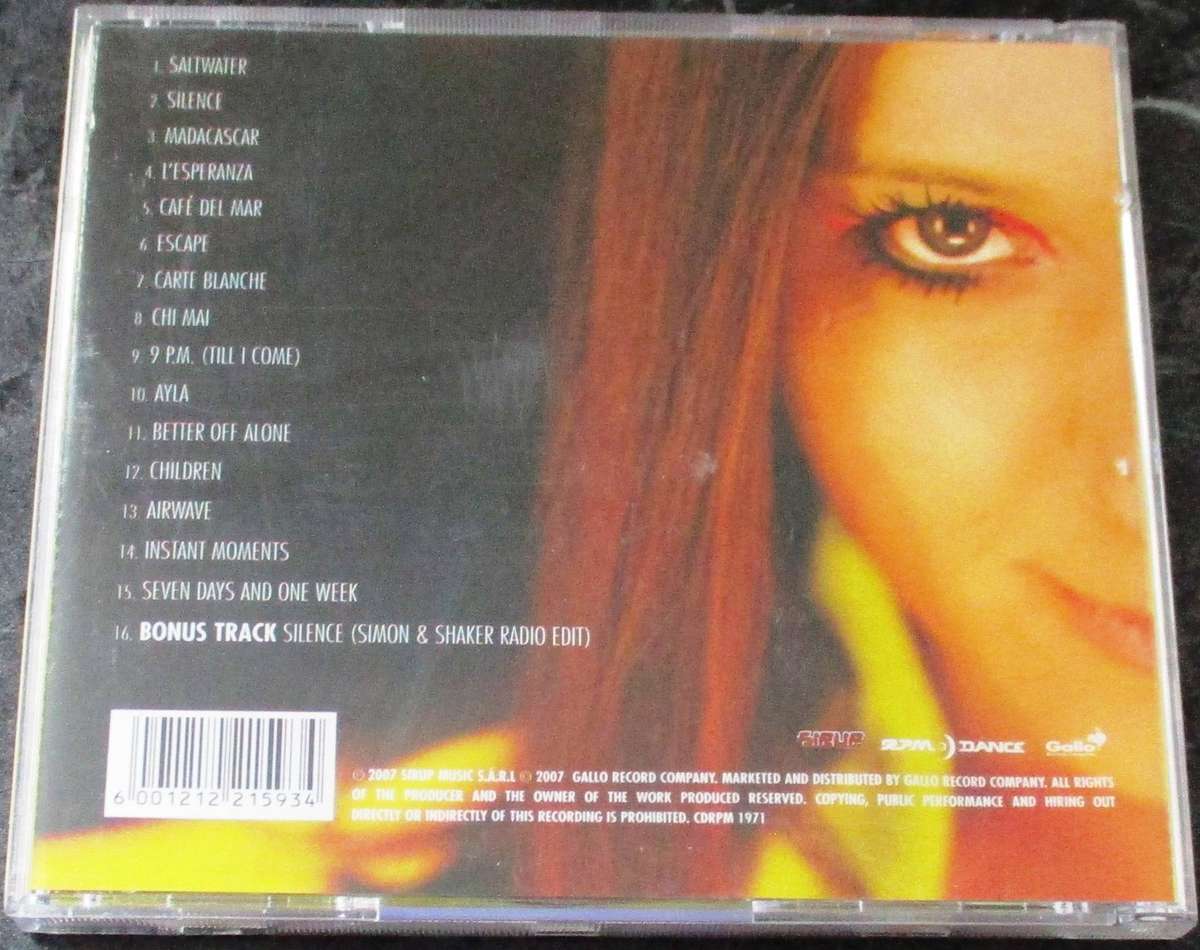 1. SALTWATER
2. SILENCE
3. MADACASCAR
4. L'ESPERANZA
5. CAFÉ DEL MAR
6. ESCAPE
7. CARTE BLANCHE
8. CHI MAI
9. 9 P.M. (TILL I COME)
10. AYLA
11. BETTER OFF ALONE
12. CHILDREN
13. AIRWAVE
14. INSTANT MOMENTS
15. SEVEN DAYS AND ONE WEEK
16. BONUS TRACK SILENCE (SIMON & SHAKER RADIO EDIT)
SIRUP RPM DANCE Gallo
6 001212 215934
℗ 2007 SIRUP MUSIC S.À.R.L © 2007 GALLO RECORD COMPANY. MARKETED AND DISTRIBUTED BY GALLO RECORD COMPANY. ALL RIGHTS
OF THE PRODUCER AND THE OWNER OF THE WORK PRODUCED RESERVED. COPYING, PUBLIC PERFORMANCE AND HIRING OUT
DIRECTLY OR INDIRECTLY OF THIS RECORDING IS PROHIBITED. CDRPM 1971